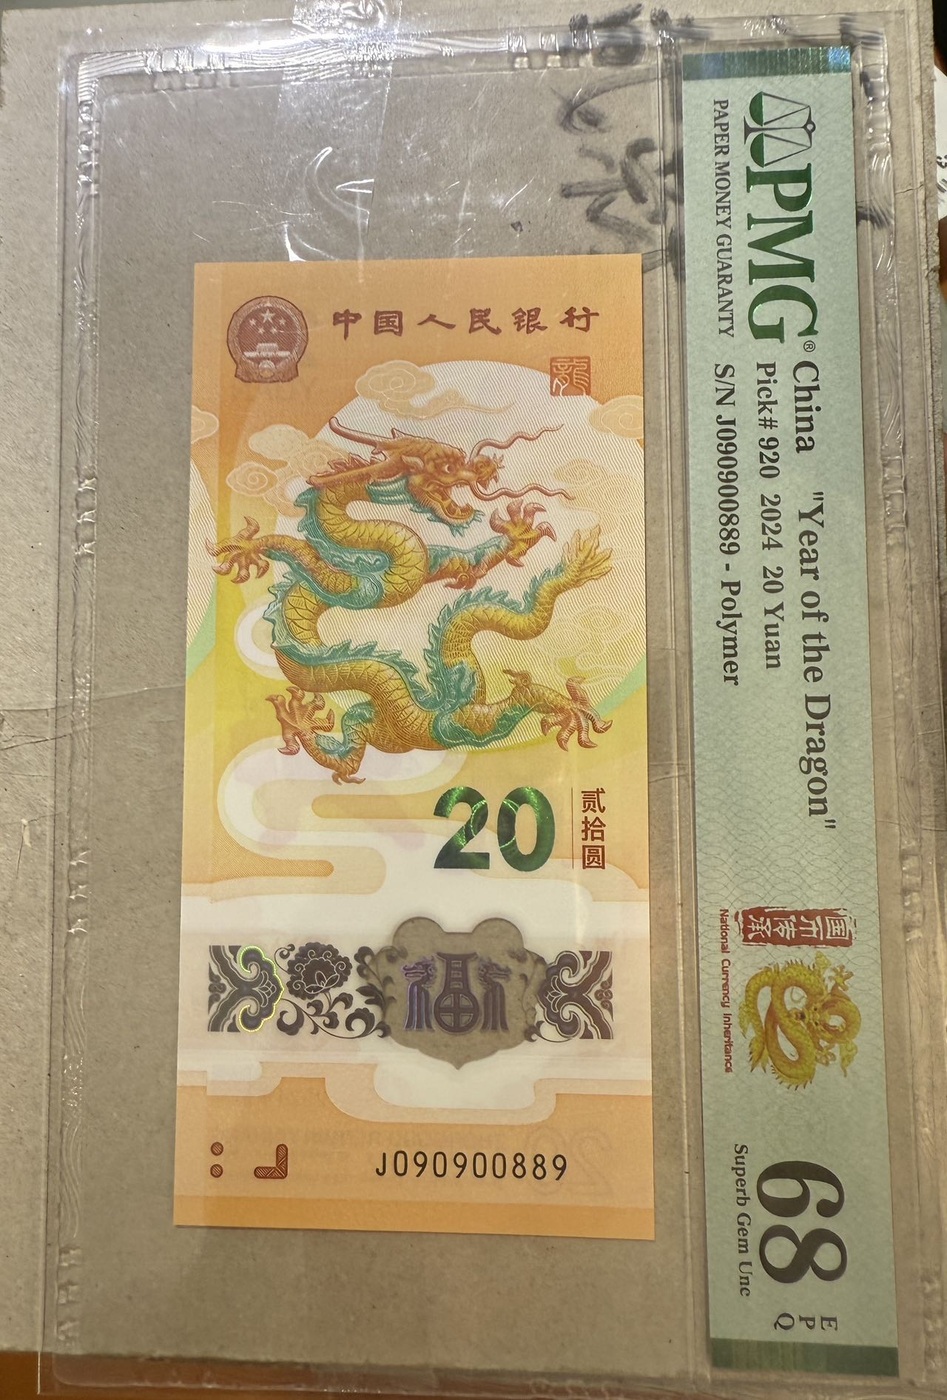 中国人民银行
龍
20
贰拾圆
福
J090900889
PMG®
PAPER MONEY GUARANTY
China "Year of the Dragon"
Pick# 920 2024 20 Yuan
S/N J090900889 - Polymer
国开传承
National Currency Inheritance
68 EPQ
Superb Gem Unc